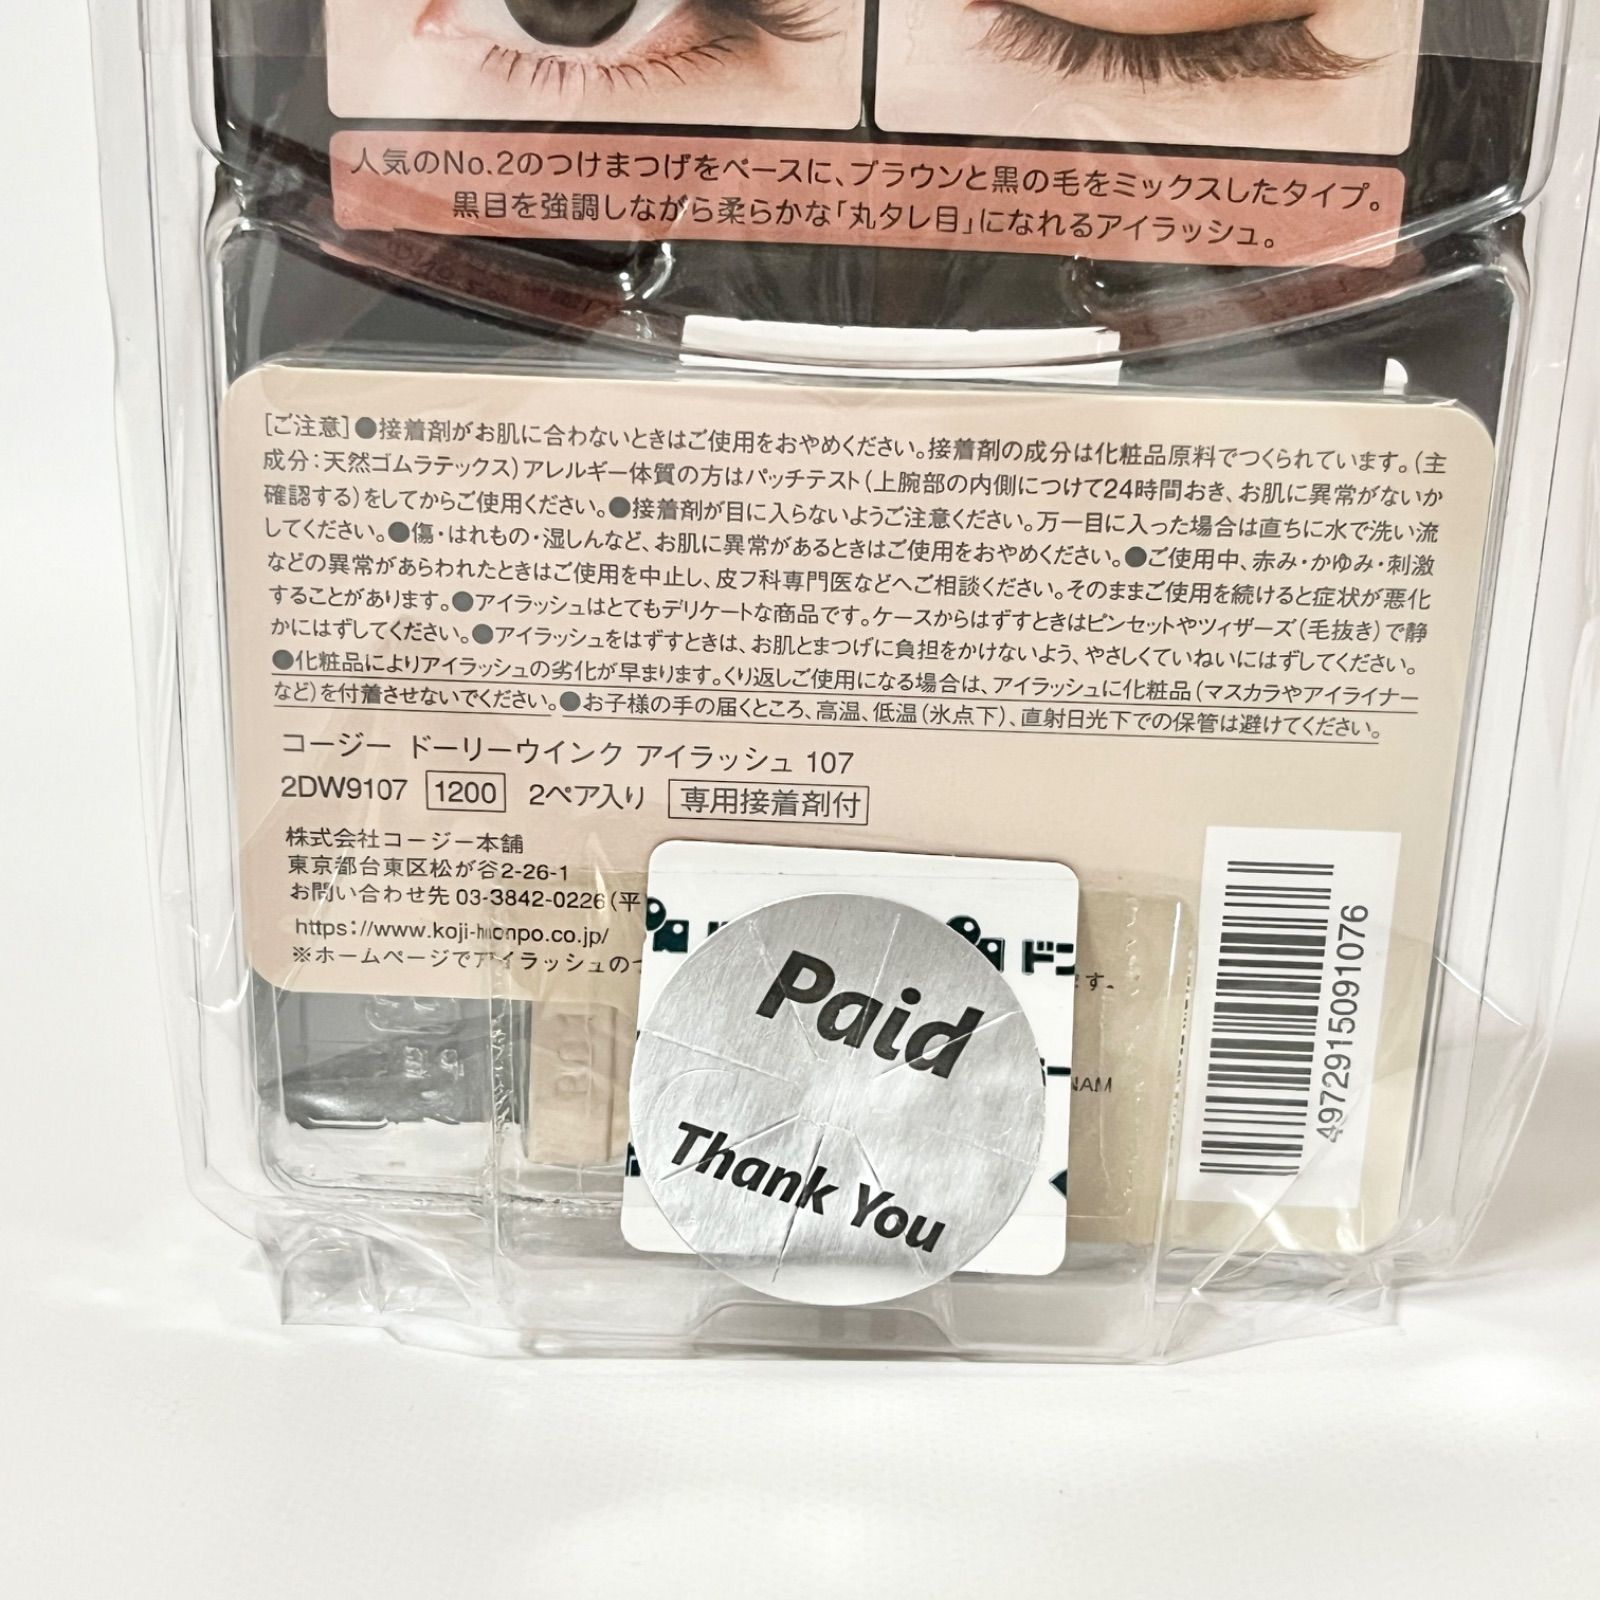 人気のNo.2のつけまつげをベースに、ブラウンと黒の毛をミックスしたタイプ。
黒目を強調しながら柔らかな「丸タレ目」になれるアイラッシュ。
[ご注意]●接着剤がお肌に合わないときはご使用をおやめください。接着剤の成分は化粧品原料でつくられています。(主
成分:天然ゴムラテックス)アレルギー体質の方はパッチテスト(上腕部の内側につけて24時間おき、お肌に異常がないか
確認する)をしてからご使用ください。●接着剤が目に入らないようご注意ください。万一目に入った場合は直ちに水で洗い流
してください。●傷・はれもの・湿しんなど、お肌に異常があるときはご使用をおやめください。●ご使用中、赤み・かゆみ・刺激
などの異常があらわれたときはご使用を中止し、皮フ科専門医などへご相談ください。そのままご使用を続けると症状が悪化
することがあります。●アイラッシュはとてもデリケートな商品です。ケースからはずすときはピンセットやツィザーズ(毛抜き)で静
かにはずしてください。●アイラッシュをはずすときは、お肌とまつげに負担をかけないよう、やさしくていねいにはずしてください。
●化粧品によりアイラッシュの劣化が早まります。くり返しご使用になる場合は、アイラッシュに化粧品(マスカラやアイライナー
など)を付着させないでください。●お子様の手の届くところ、高温、低温(氷点下)、直射日光下での保管は避けてください。
コージー ドーリーウインク アイラッシュ 107
2DW9107 1200 2ペア入り 専用接着剤付
株式会社コージー本舗
東京都台東区松が谷2-26-1
お問い合わせ先 03-3842-0226(平
https://www.koji-honpo.co.jp/
※ホームページでアイラッシュのつ
ます。
ドン
NAM
Paid
Thank You
4972915091076